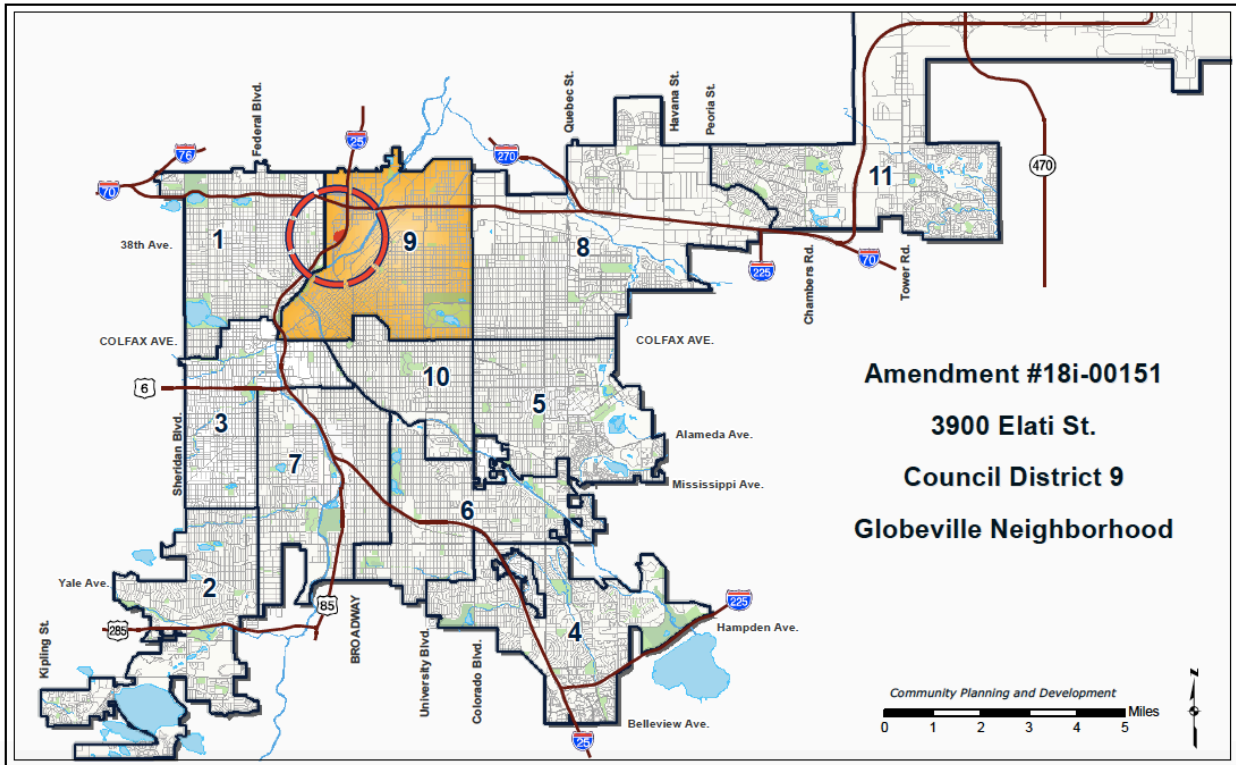 Federal Blvd.
Quebec St.
Havana St.
Peoria St.
25
76
270
70
470
11
1
9
8
38th Ave.
225
70
Chambers Rd.
Tower Rd.
COLFAX AVE.
COLFAX AVE.
10
6
5
3
Sheridan Blvd.
Alameda Ave.
7
Mississippi Ave.
6
Yale Ave.
2
85
225
285
BROADWAY
University Blvd.
Colorado Blvd.
4
Hampden Ave.
Kipling St.
Belleview Ave.
25
Amendment #18i-00151
3900 Elati St.
Council District 9
Globeville Neighborhood
Community Planning and Development
Miles
0 1 2 3 4 5
N